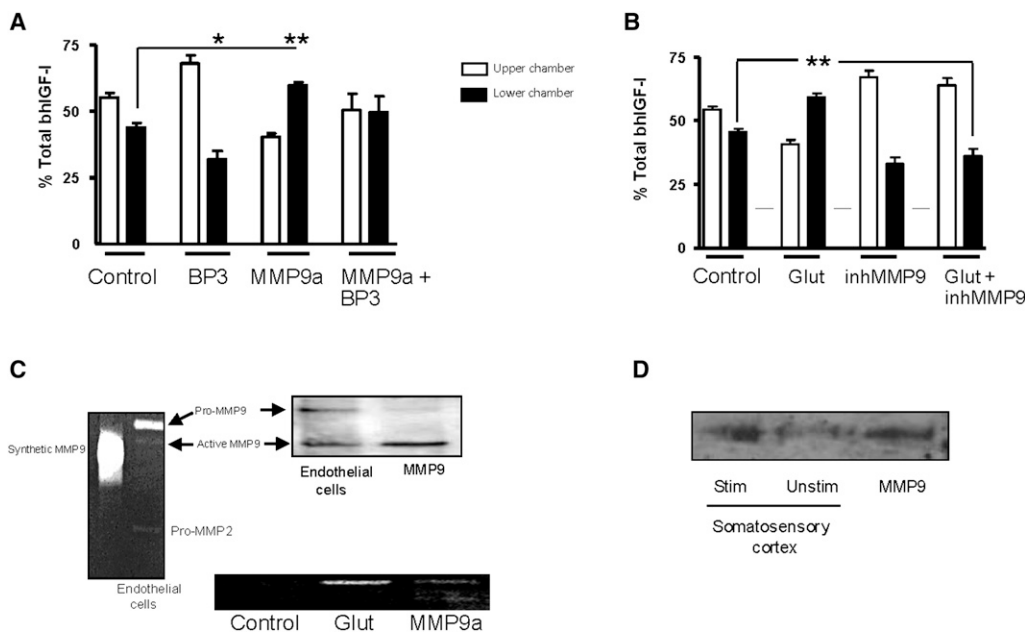 A
% Total bhIGF-I
75
50
25
0
*
**
Control
BP3
MMP9a
MMP9a +
BP3
Upper chamber
Lower chamber
B
% Total bhIGF-I
75
50
25
0
**
Control
Glut
inhMMP9
Glut +
inhMMP9
C
Synthetic MMP9
Pro-MMP9
Active MMP9
Pro-MMP2
Endothelial
cells
Endothelial
cells
MMP9
Control
Glut
MMP9a
D
Stim
Unstim
MMP9
Somatosensory
cortex